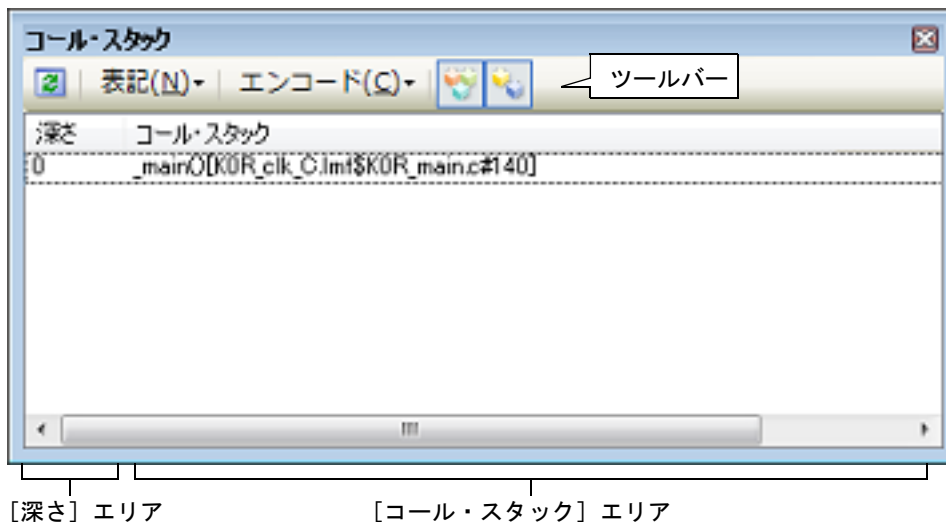 コール・スタック
表記(N) エンコード(C) ツールバー
深さ コール・スタック
0 _main()[K0R_clk_C.lmf$K0R_main.c#140]
[深さ] エリア [コール・スタック] エリア